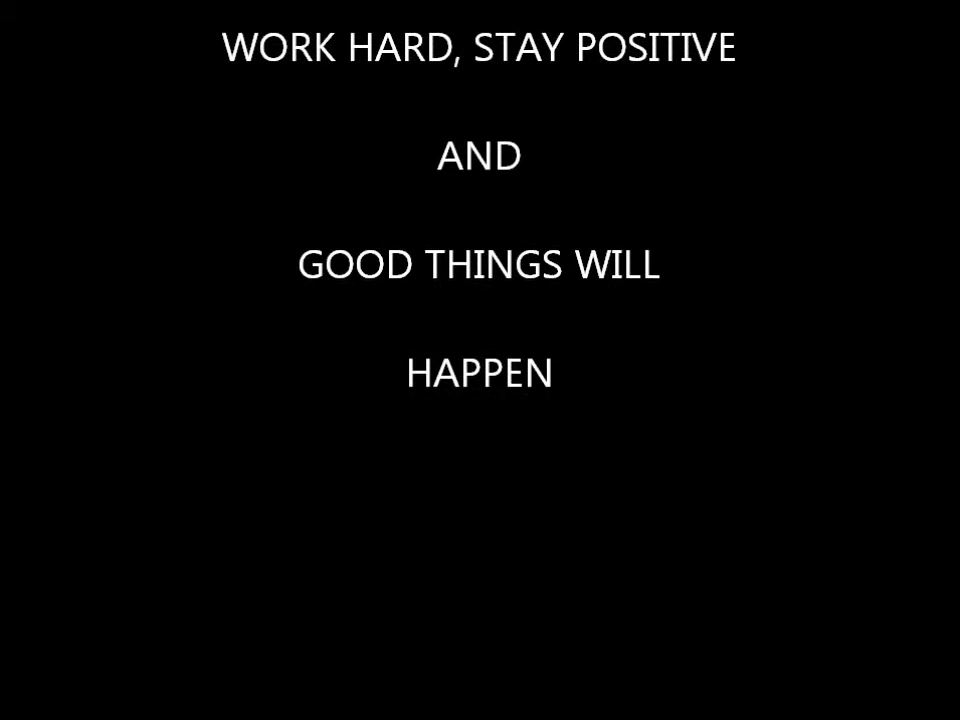 WORK HARD, STAY POSITIVE
AND
GOOD THINGS WILL
HAPPEN